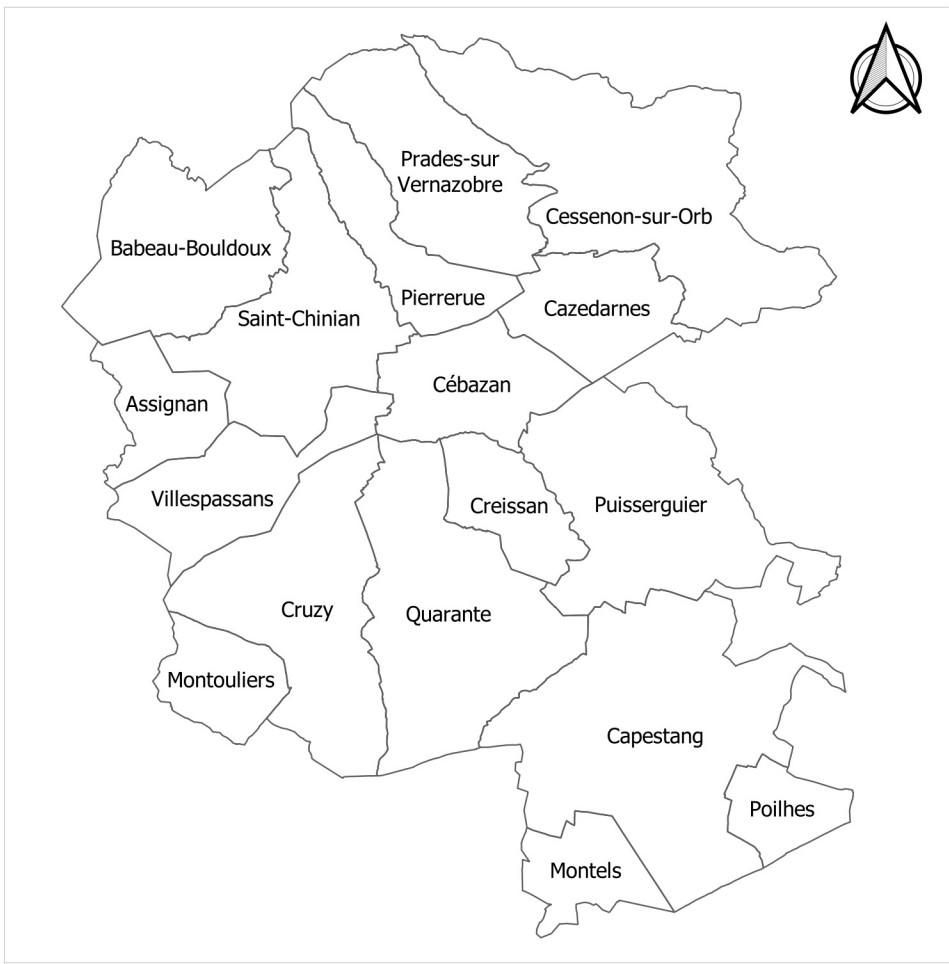 Prades-sur
Vernazobre
Cessenon-sur-Orb
Babeau-Bouldoux
Pierrerue
Cazedarnes
Saint-Chinian
Cébazan
Assignan
Villespassans
Creissan
Puisserguier
Cruzy
Quarante
Montouliers
Capestang
Poilhes
Montels